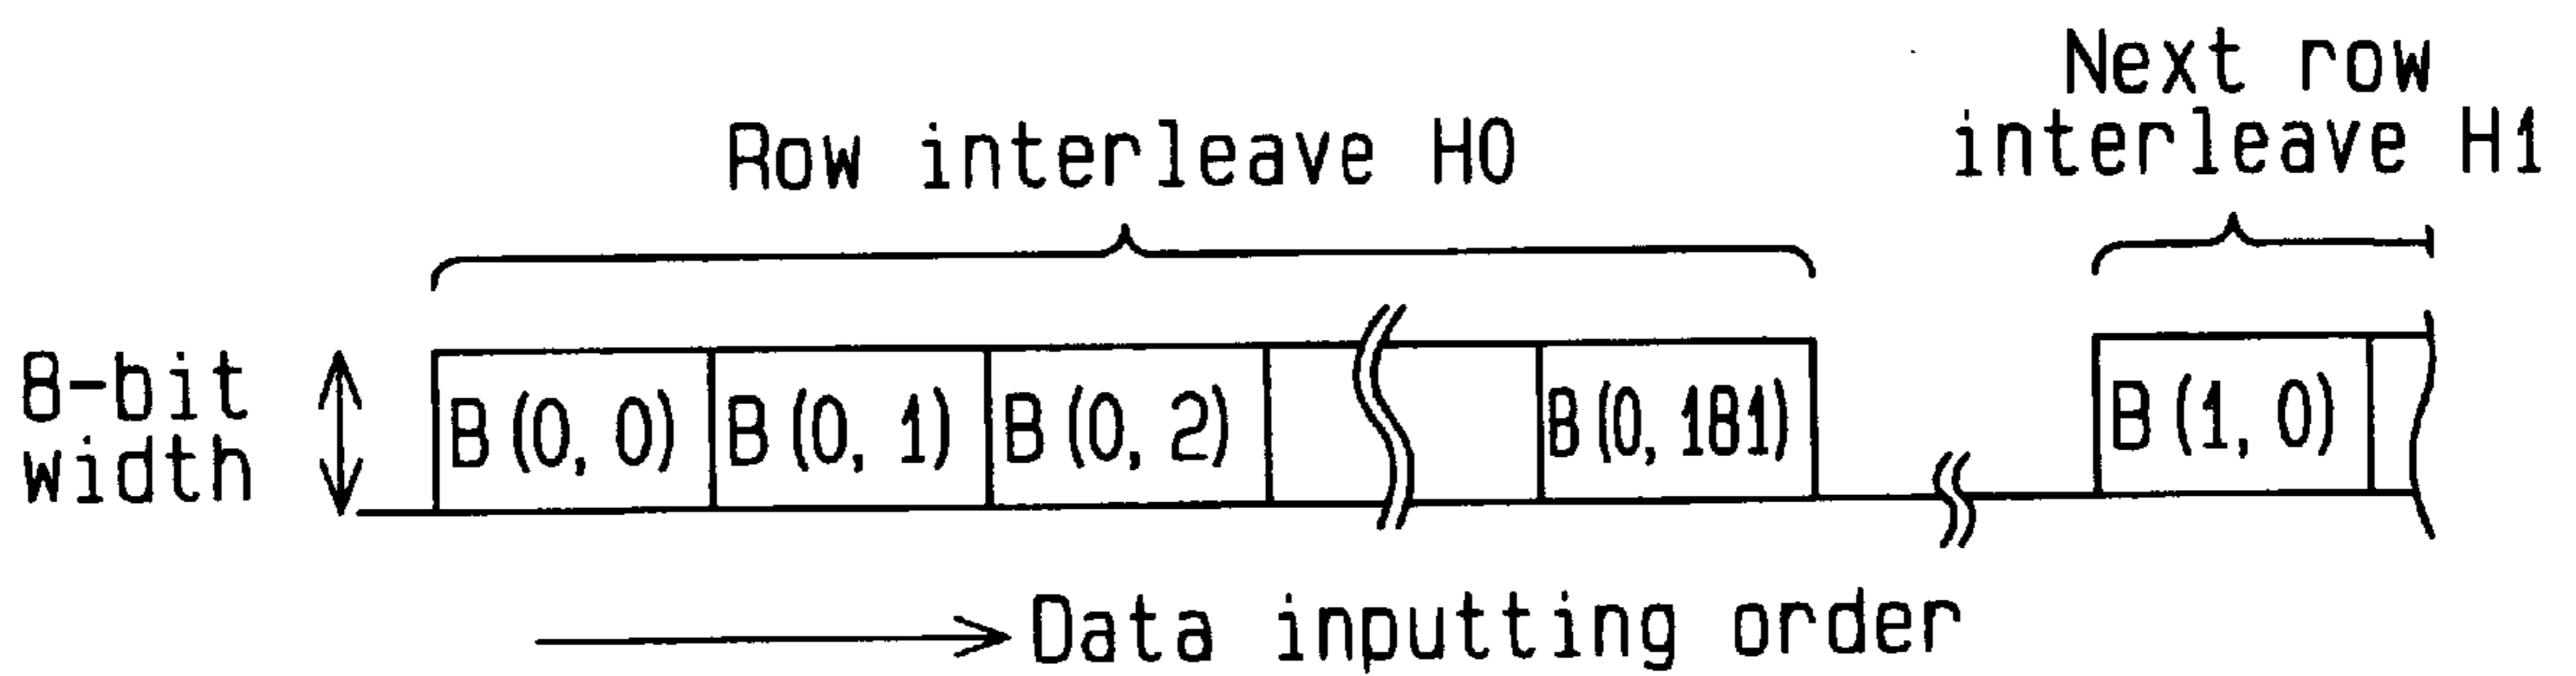 Next row
interleave H1
Row interleave H0
8-bit
width
B(0, 0) B(0, 1) B(0, 2) B(0, 181) B(1, 0)
Data inputting order